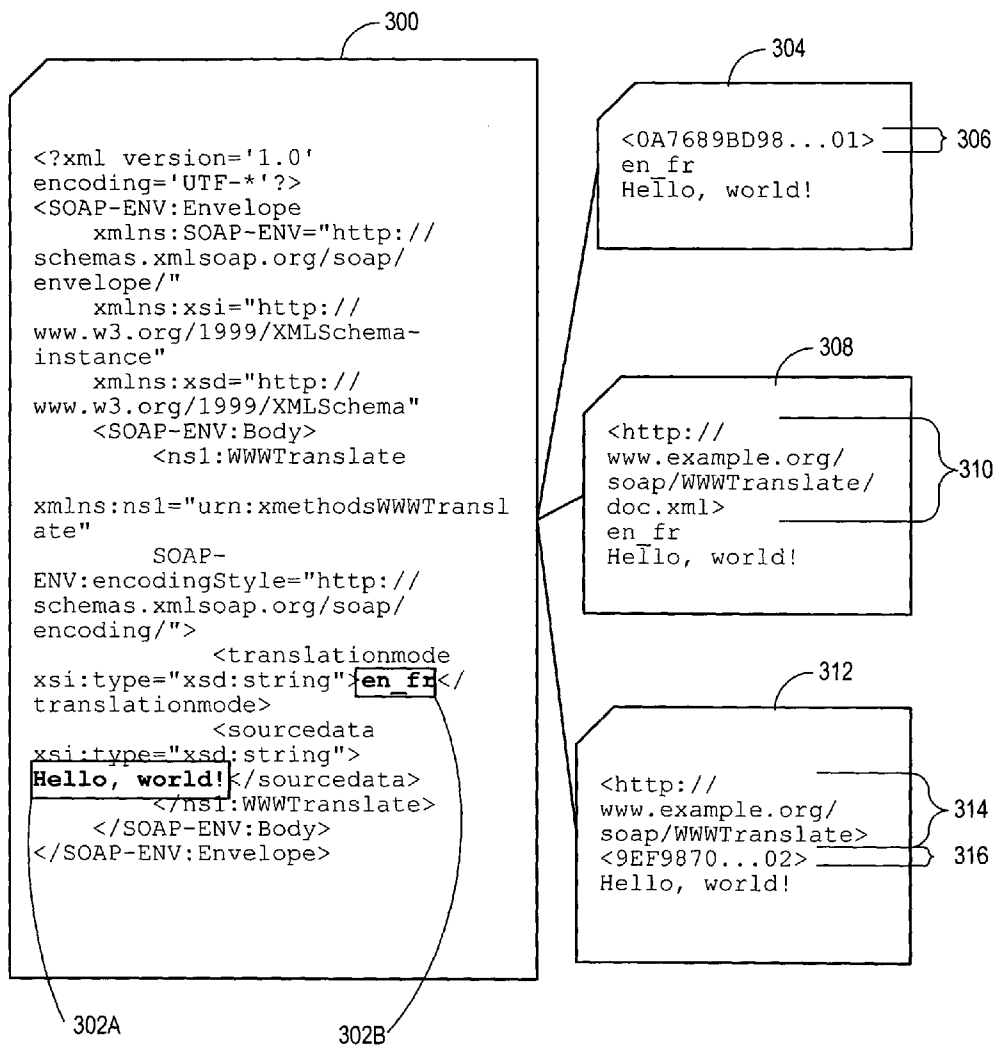 300
<?xml version='1.0'
encoding='UTF-*'?>
<SOAP-ENV:Envelope
xmlns:SOAP-ENV="http://
schemas.xmlsoap.org/soap/
envelope/"
xmlns:xsi="http://
www.w3.org/1999/XMLSchema-
instance"
xmlns:xsd="http://
www.w3.org/1999/XMLSchema"
<SOAP-ENV:Body>
<ns1:WWWTranslate
xmlns:ns1="urn:xmethodsWWWTransl
ate"
SOAP-
ENV:encodingStyle="http://
schemas.xmlsoap.org/soap/
encoding/">
<translationmode
xsi:type="xsd:string">en_fr</
translationmode>
<sourcedata
xsi:type="xsd:string">
Hello, world!</sourcedata>
</ns1:WWWTranslate>
</SOAP-ENV:Body>
</SOAP-ENV:Envelope>
302A
302B
304
<0A7689BD98...01>
306
en_fr
Hello, world!
308
<http://
www.example.org/
soap/WWWTranslate/
doc.xml>
310
en_fr
Hello, world!
312
<http://
www.example.org/
soap/WWWTranslate>
314
<9EF9870...02>
316
Hello, world!